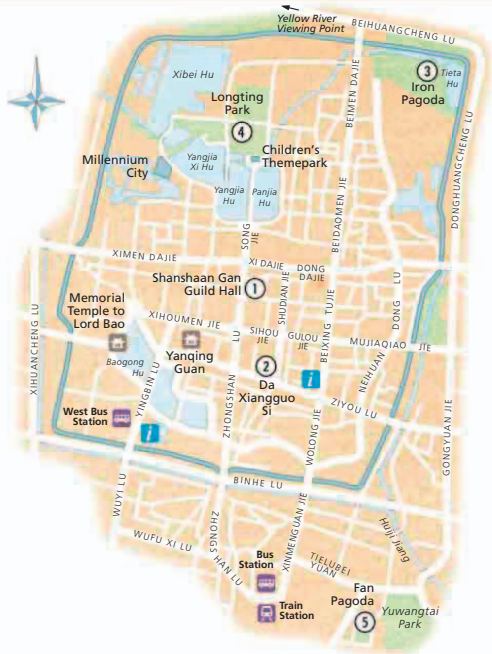 Yellow River
Viewing Point
BEIHUANGCHENG LU
Xibei Hu
3
Tieta
Hu
Iron
Pagoda
Longting
Park
4
BEIMEN DAJIE
Children's
Themepark
Millennium
City
Yangjia
Xi Hu
Yangjia
Hu
Panjia
Hu
DONGHUANGCHENG LU
BEIDAOMEN JIE
SONG
JIE
XIMEN DAJIE
XI DAJIE
DONG
DAJIE
Shanshaan Gan
Guild Hall
1
SHUDIAN JIE
BEIXING TUJIE
NEIHUAN DONG LU
Memorial
Temple to
Lord Bao
XIHOUMEN JIE
SIHOU
JIE
GULOU
JIE
MUJIAQIAO JIE
XIHUANCHENG LU
Baogong
Hu
Yanqing
Guan
2
Da
Xiangguo
Si
i
ZIYOU LU
YINGBIN LU
ZHONGSHAN LU
West Bus
Station
i
WOLONG JIE
GONGYUAN JIE
BINHE LU
WUYI LU
WUFU XI LU
ZHONGSHAN LU
XINMENGUAN JIE
Huiji Jiang
TIELUBEI
YUAN
Bus
Station
Train
Station
Fan
Pagoda
5
Yuwangtai
Park